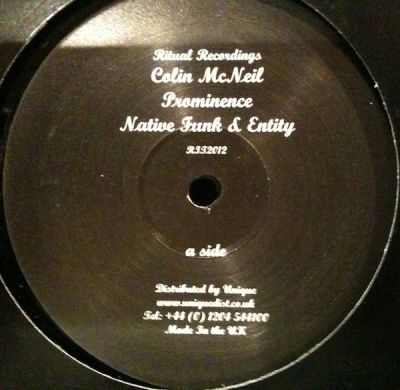 Ritual Recordings
Colin McNeil
Prominence
Native Funk & Entity
RIT2012
a side
Distributed by Unique
www.uniquedist.co.uk
Tel: +44 (0) 1204 544100
Made In the UK